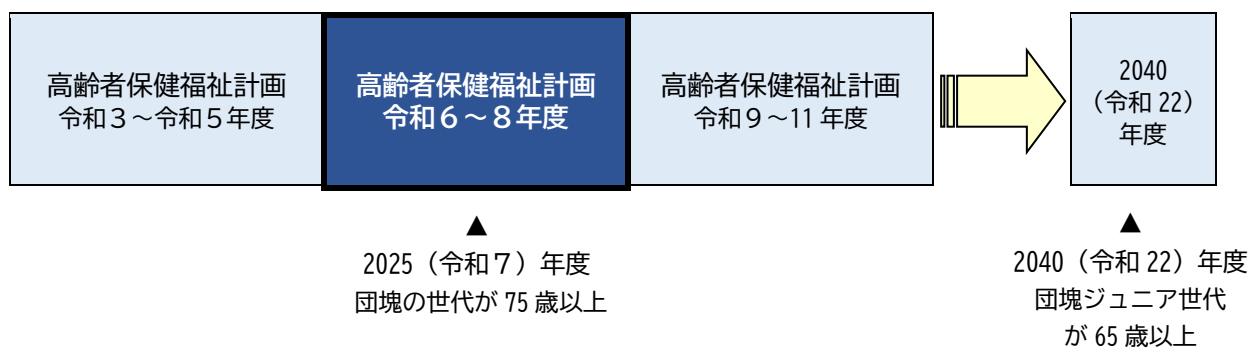 高齢者保健福祉計画
令和３～令和５年度
高齢者保健福祉計画
令和６～８年度
高齢者保健福祉計画
令和９～11 年度
2040
（令和 22）
年度
▲
2025（令和７）年度
団塊の世代が 75 歳以上
▲
2040（令和 22）年度
団塊ジュニア世代
が 65 歳以上